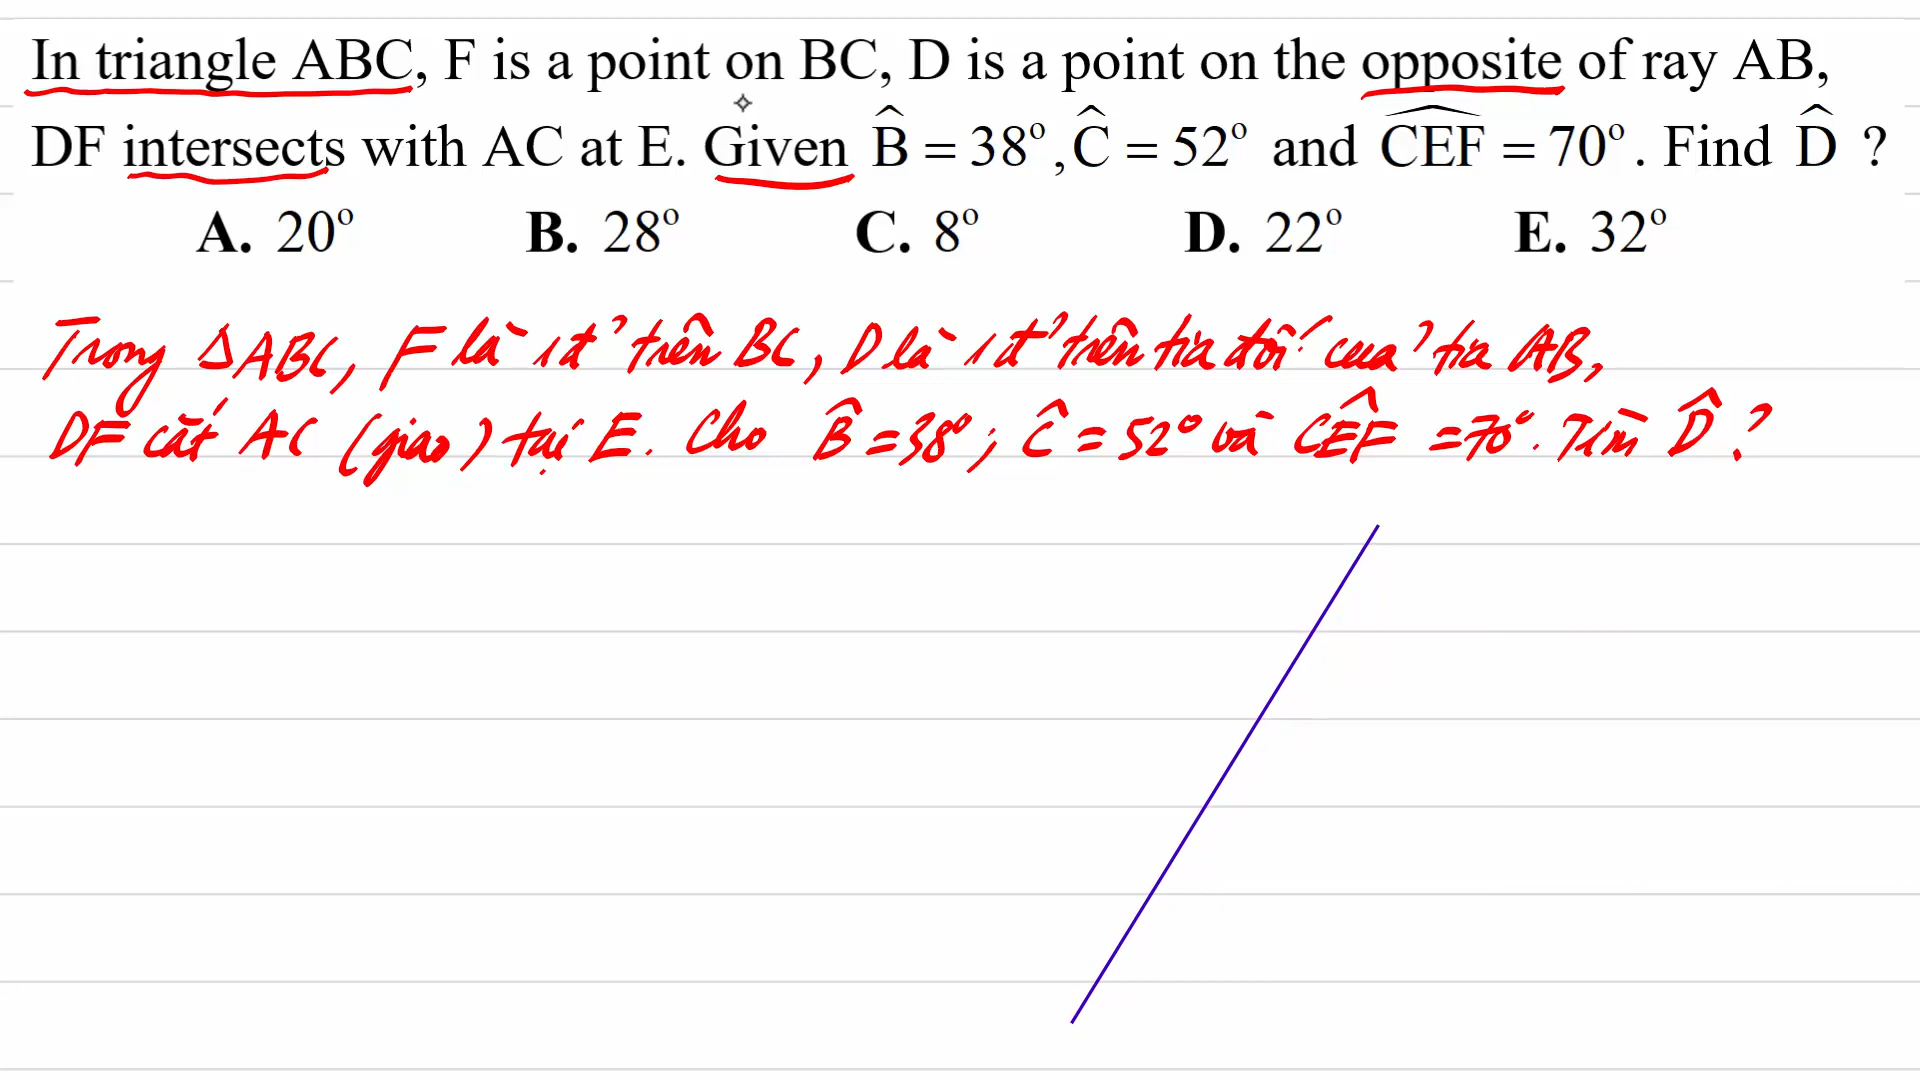 In triangle ABC, F is a point on BC, D is a point on the opposite of ray AB,
DF intersects with AC at E. Given B̂ = 38°, Ĉ = 52° and CEF̂ = 70°. Find D̂ ?
A. 20° B. 28° C. 8° D. 22° E. 32°
Trong ΔABC, F là 1 đ' trên BC, D là 1 đ' trên tia đối của tia AB,
DF cắt AC (giao) tại E. Cho B̂ = 38°; Ĉ = 52° và CÊF = 70°. Tìm D̂ ?